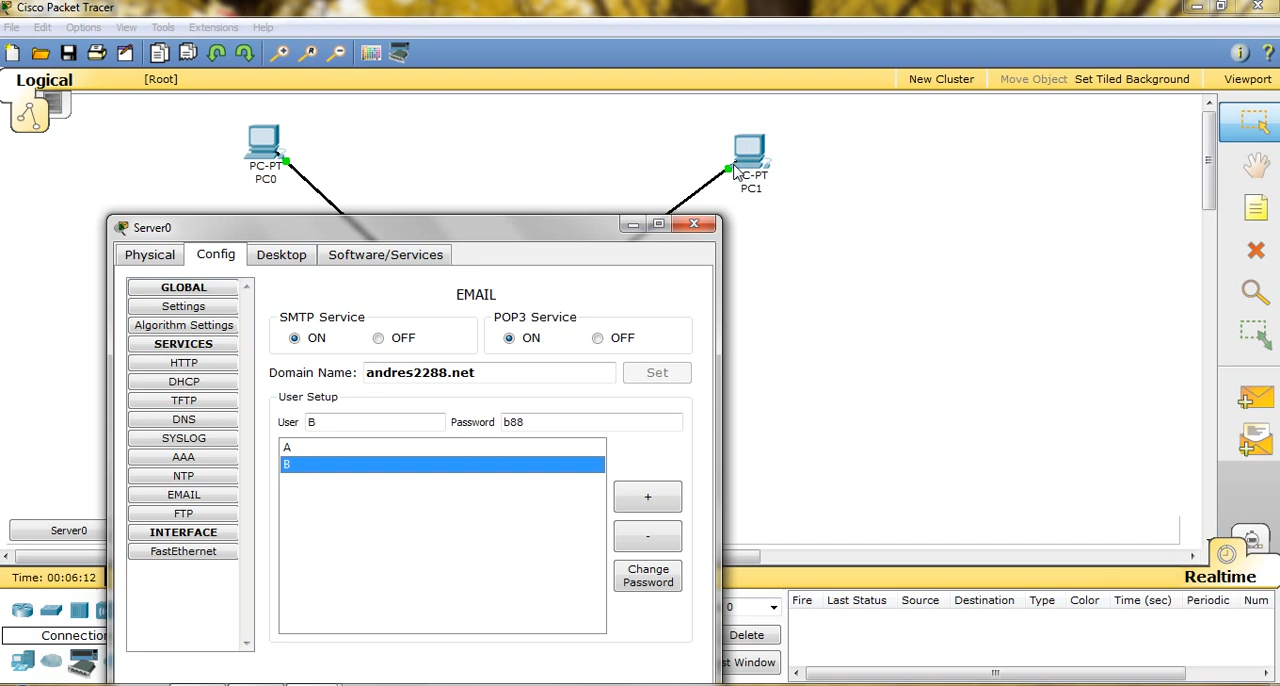 Cisco Packet Tracer
File Edit Options View Tools Extensions Help
Logical [Root] New Cluster Move Object Set Tiled Background Viewport
PC-PT
PC0
C-PT
PC1
Server0
Physical Config Desktop Software/Services
GLOBAL
Settings
Algorithm Settings
SERVICES
HTTP
DHCP
TFTP
DNS
SYSLOG
AAA
NTP
EMAIL
FTP
INTERFACE
FastEthernet
EMAIL
SMTP Service POP3 Service
ON OFF ON OFF
Domain Name: andres2288.net Set
User Setup
User B Password b88
A
B
+
-
Change
Password
Server0
Time: 00:06:12
Realtime
Connection
0
Delete
st Window
Fire Last Status Source Destination Type Color Time (sec) Periodic Num